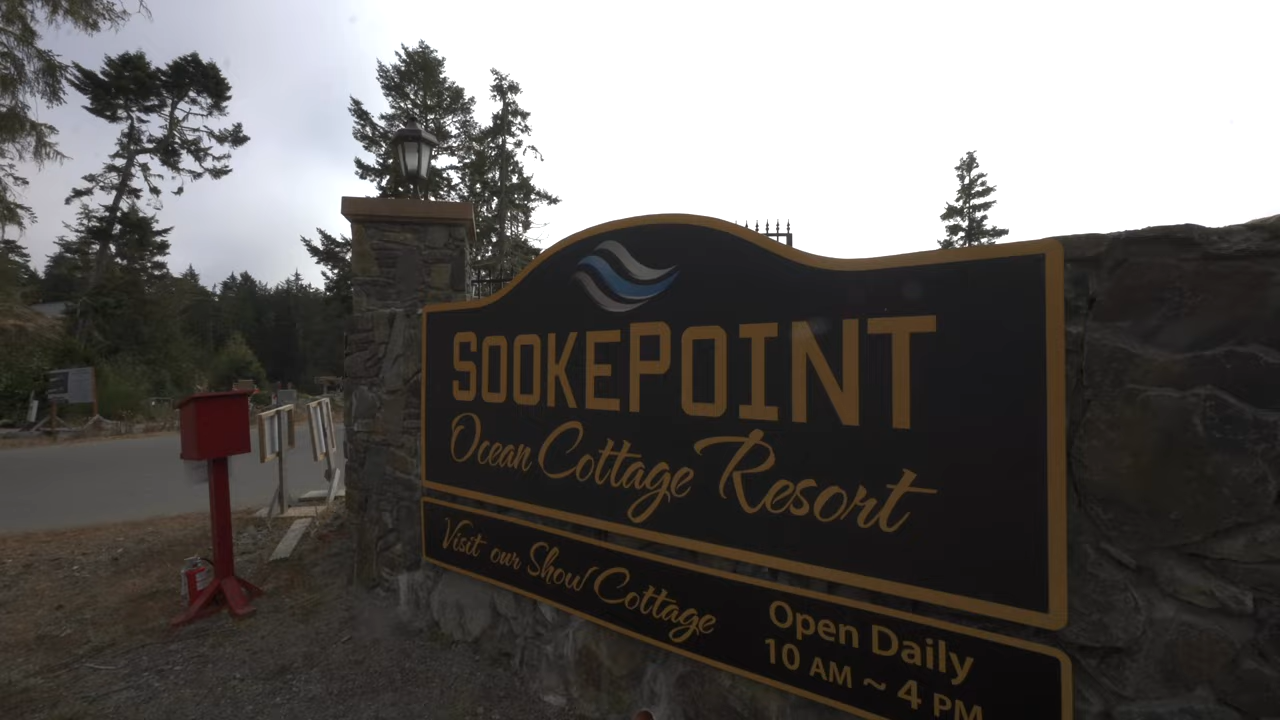 SOOKEPOINT
Ocean Cottage Resort
Visit our Show Cottage
Open Daily
10 AM ~ 4 PM